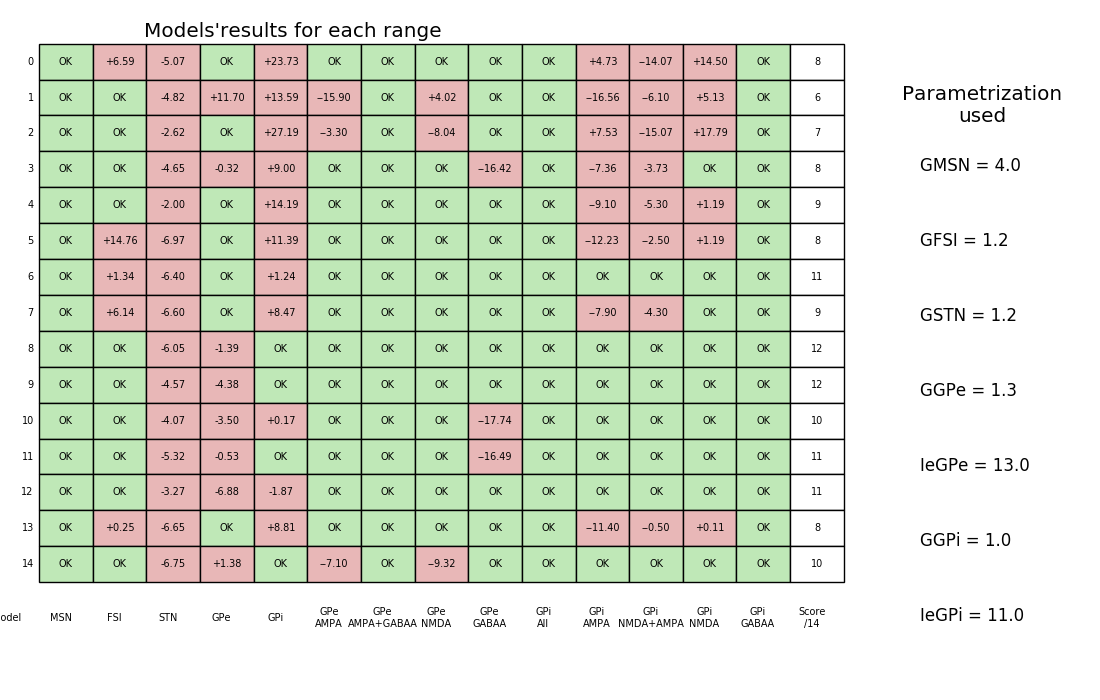 Models'results for each range
0 OK +6.59 -5.07 OK +23.73 OK OK OK OK OK +4.73 −14.07 +14.50 OK 8
1 OK OK -4.82 +11.70 +13.59 −15.90 OK +4.02 OK OK −16.56 −6.10 +5.13 OK 6
2 OK OK -2.62 OK +27.19 −3.30 OK −8.04 OK OK +7.53 −15.07 +17.79 OK 7
3 OK OK -4.65 -0.32 +9.00 OK OK OK −16.42 OK −7.36 -3.73 OK OK 8
4 OK OK -2.00 OK +14.19 OK OK OK OK OK −9.10 -5.30 +1.19 OK 9
5 OK +14.76 -6.97 OK +11.39 OK OK OK OK OK −12.23 −2.50 +1.19 OK 8
6 OK +1.34 -6.40 OK +1.24 OK OK OK OK OK OK OK OK OK 11
7 OK +6.14 -6.60 OK +8.47 OK OK OK OK OK −7.90 -4.30 OK OK 9
8 OK OK -6.05 -1.39 OK OK OK OK OK OK OK OK OK OK 12
9 OK OK -4.57 -4.38 OK OK OK OK OK OK OK OK OK OK 12
10 OK OK -4.07 -3.50 +0.17 OK OK OK −17.74 OK OK OK OK OK 10
11 OK OK -5.32 -0.53 OK OK OK OK −16.49 OK OK OK OK OK 11
12 OK OK -3.27 -6.88 -1.87 OK OK OK OK OK OK OK OK OK 11
13 OK +0.25 -6.65 OK +8.81 OK OK OK OK OK −11.40 −0.50 +0.11 OK 8
14 OK OK -6.75 +1.38 OK −7.10 OK −9.32 OK OK OK OK OK OK 10
odel MSN FSI STN GPe GPi GPe GPe GPe GPe GPi GPi GPi GPi GPi Score
AMPA AMPA+GABAA NMDA GABAA All AMPA NMDA+AMPA NMDA GABAA /14
Parametrization
used
GMSN = 4.0
GFSI = 1.2
GSTN = 1.2
GGPe = 1.3
IeGPe = 13.0
GGPi = 1.0
IeGPi = 11.0